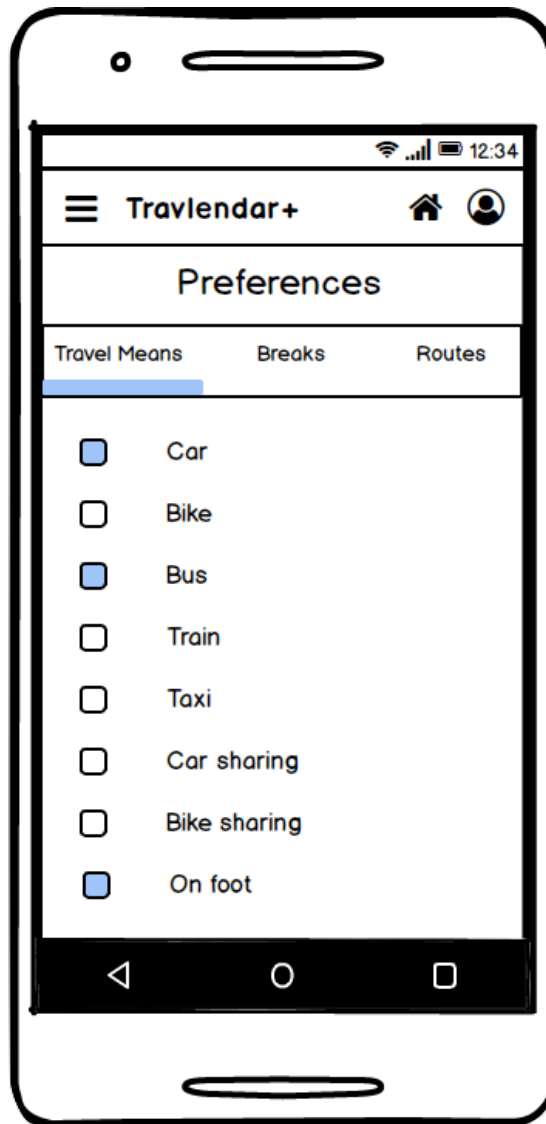 12:34
Travlendar+
Preferences
Travel Means Breaks Routes
Car
Bike
Bus
Train
Taxi
Car sharing
Bike sharing
On foot